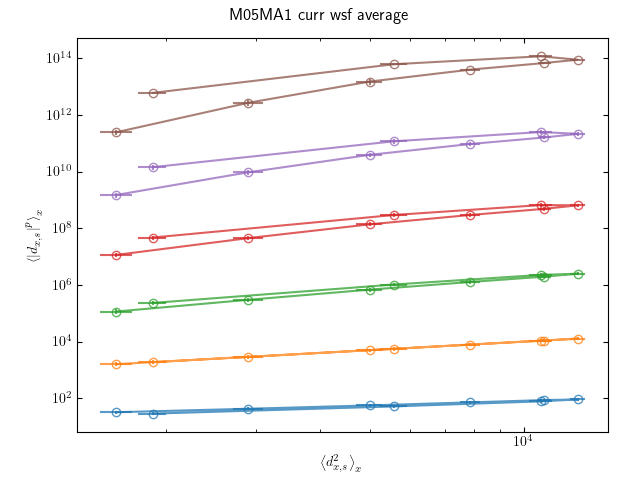 M05MA1 curr wsf average
10^{14}
10^{12}
10^{10}
10^{8}
10^{6}
10^{4}
10^{2}
⟨|d_{x,s}|^p⟩_x
10^{4}
⟨d_{x,s}^2⟩_x